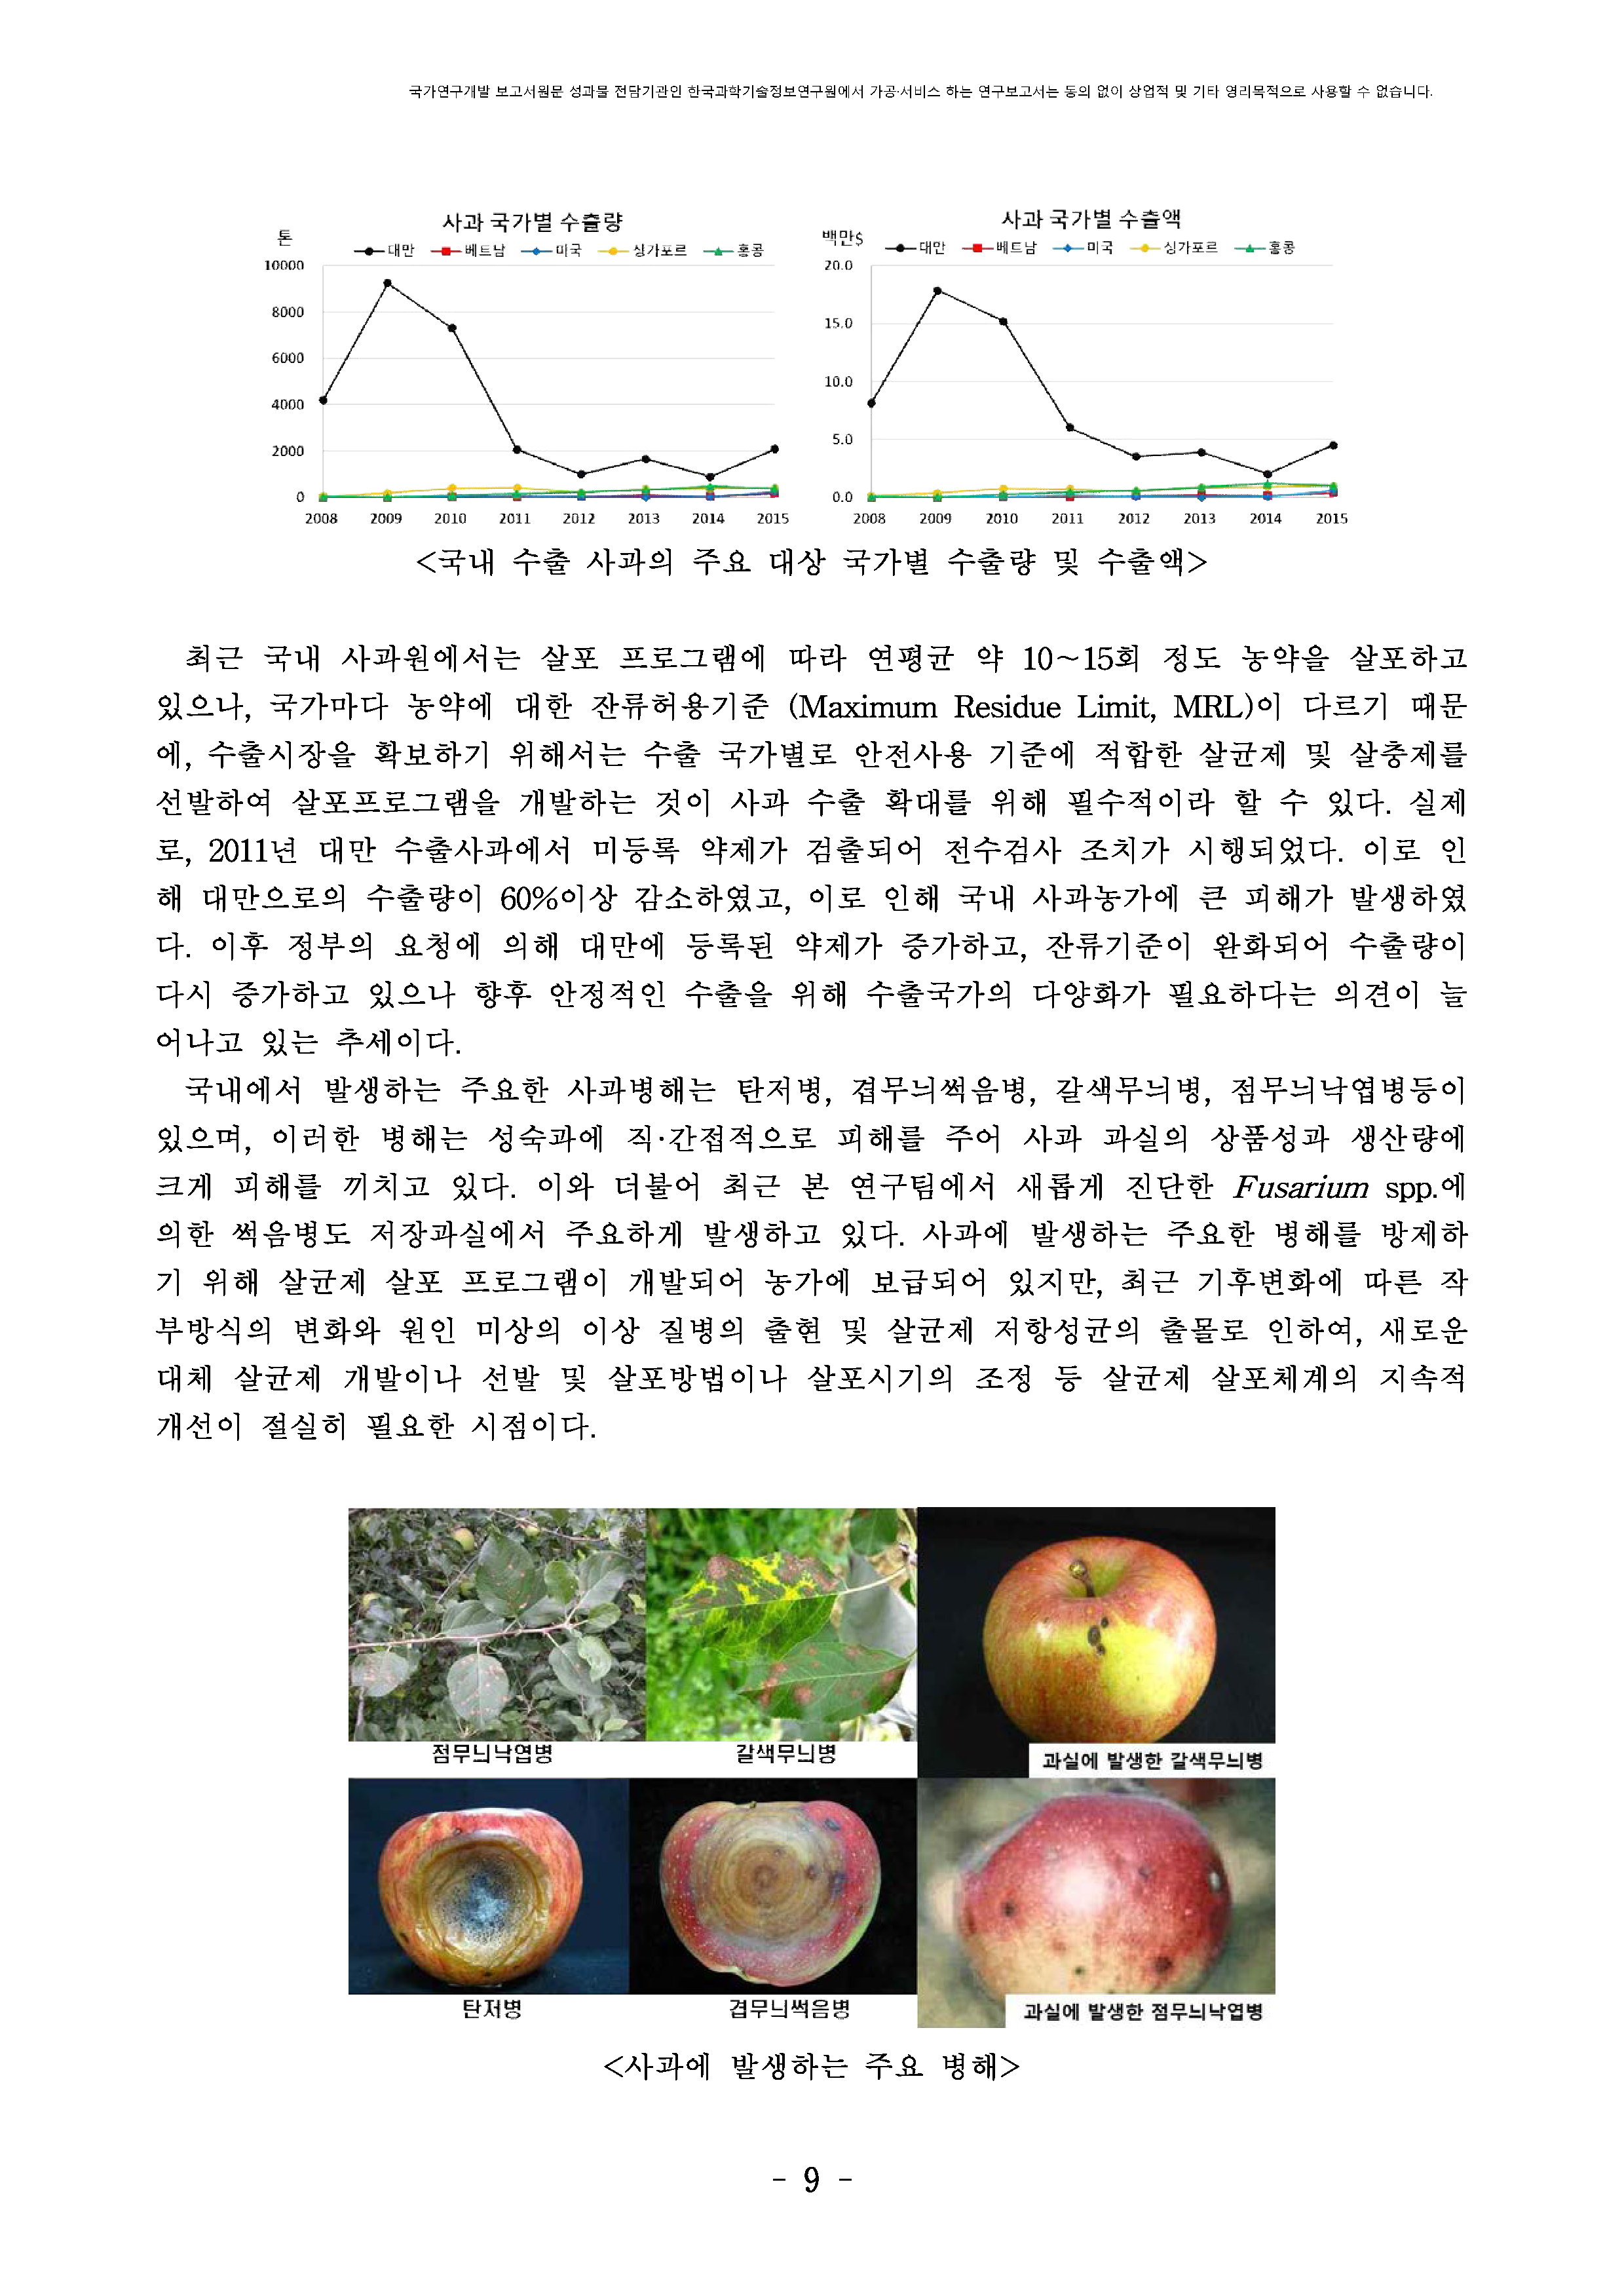 국가연구개발 보고서원문 성과물 전담기관인 한국과학기술정보연구원에서 가공·서비스 하는 연구보고서는 동의 없이 상업적 및 기타 영리목적으로 사용할 수 없습니다.
사과 국가별 수출량
톤
대만 베트남 미국 싱가포르 홍콩
10000
8000
6000
4000
2000
0
2008 2009 2010 2011 2012 2013 2014 2015
사과 국가별 수출액
백만$
대만 베트남 미국 싱가포르 홍콩
20.0
15.0
10.0
5.0
0.0
2008 2009 2010 2011 2012 2013 2014 2015
<국내 수출 사과의 주요 대상 국가별 수출량 및 수출액>
최근 국내 사과원에서는 살포 프로그램에 따라 연평균 약 10~15회 정도 농약을 살포하고
있으나, 국가마다 농약에 대한 잔류허용기준 (Maximum Residue Limit, MRL)이 다르기 때문
에, 수출시장을 확보하기 위해서는 수출 국가별로 안전사용 기준에 적합한 살균제 및 살충제를
선발하여 살포프로그램을 개발하는 것이 사과 수출 확대를 위해 필수적이라 할 수 있다. 실제
로, 2011년 대만 수출사과에서 미등록 약제가 검출되어 전수검사 조치가 시행되었다. 이로 인
해 대만으로의 수출량이 60%이상 감소하였고, 이로 인해 국내 사과농가에 큰 피해가 발생하였
다. 이후 정부의 요청에 의해 대만에 등록된 약제가 증가하고, 잔류기준이 완화되어 수출량이
다시 증가하고 있으나 향후 안정적인 수출을 위해 수출국가의 다양화가 필요하다는 의견이 늘
어나고 있는 추세이다.
국내에서 발생하는 주요한 사과병해는 탄저병, 겹무늬썩음병, 갈색무늬병, 점무늬낙엽병등이
있으며, 이러한 병해는 성숙과에 직·간접적으로 피해를 주어 사과 과실의 상품성과 생산량에
크게 피해를 끼치고 있다. 이와 더불어 최근 본 연구팀에서 새롭게 진단한 Fusarium spp.에
의한 썩음병도 저장과실에서 주요하게 발생하고 있다. 사과에 발생하는 주요한 병해를 방제하
기 위해 살균제 살포 프로그램이 개발되어 농가에 보급되어 있지만, 최근 기후변화에 따른 작
부방식의 변화와 원인 미상의 이상 질병의 출현 및 살균제 저항성균의 출몰로 인하여, 새로운
대체 살균제 개발이나 선발 및 살포방법이나 살포시기의 조정 등 살균제 살포체계의 지속적
개선이 절실히 필요한 시점이다.
점무늬낙엽병 갈색무늬병 과실에 발생한 갈색무늬병
탄저병 겹무늬썩음병 과실에 발생한 점무늬낙엽병
<사과에 발생하는 주요 병해>
- 9 -